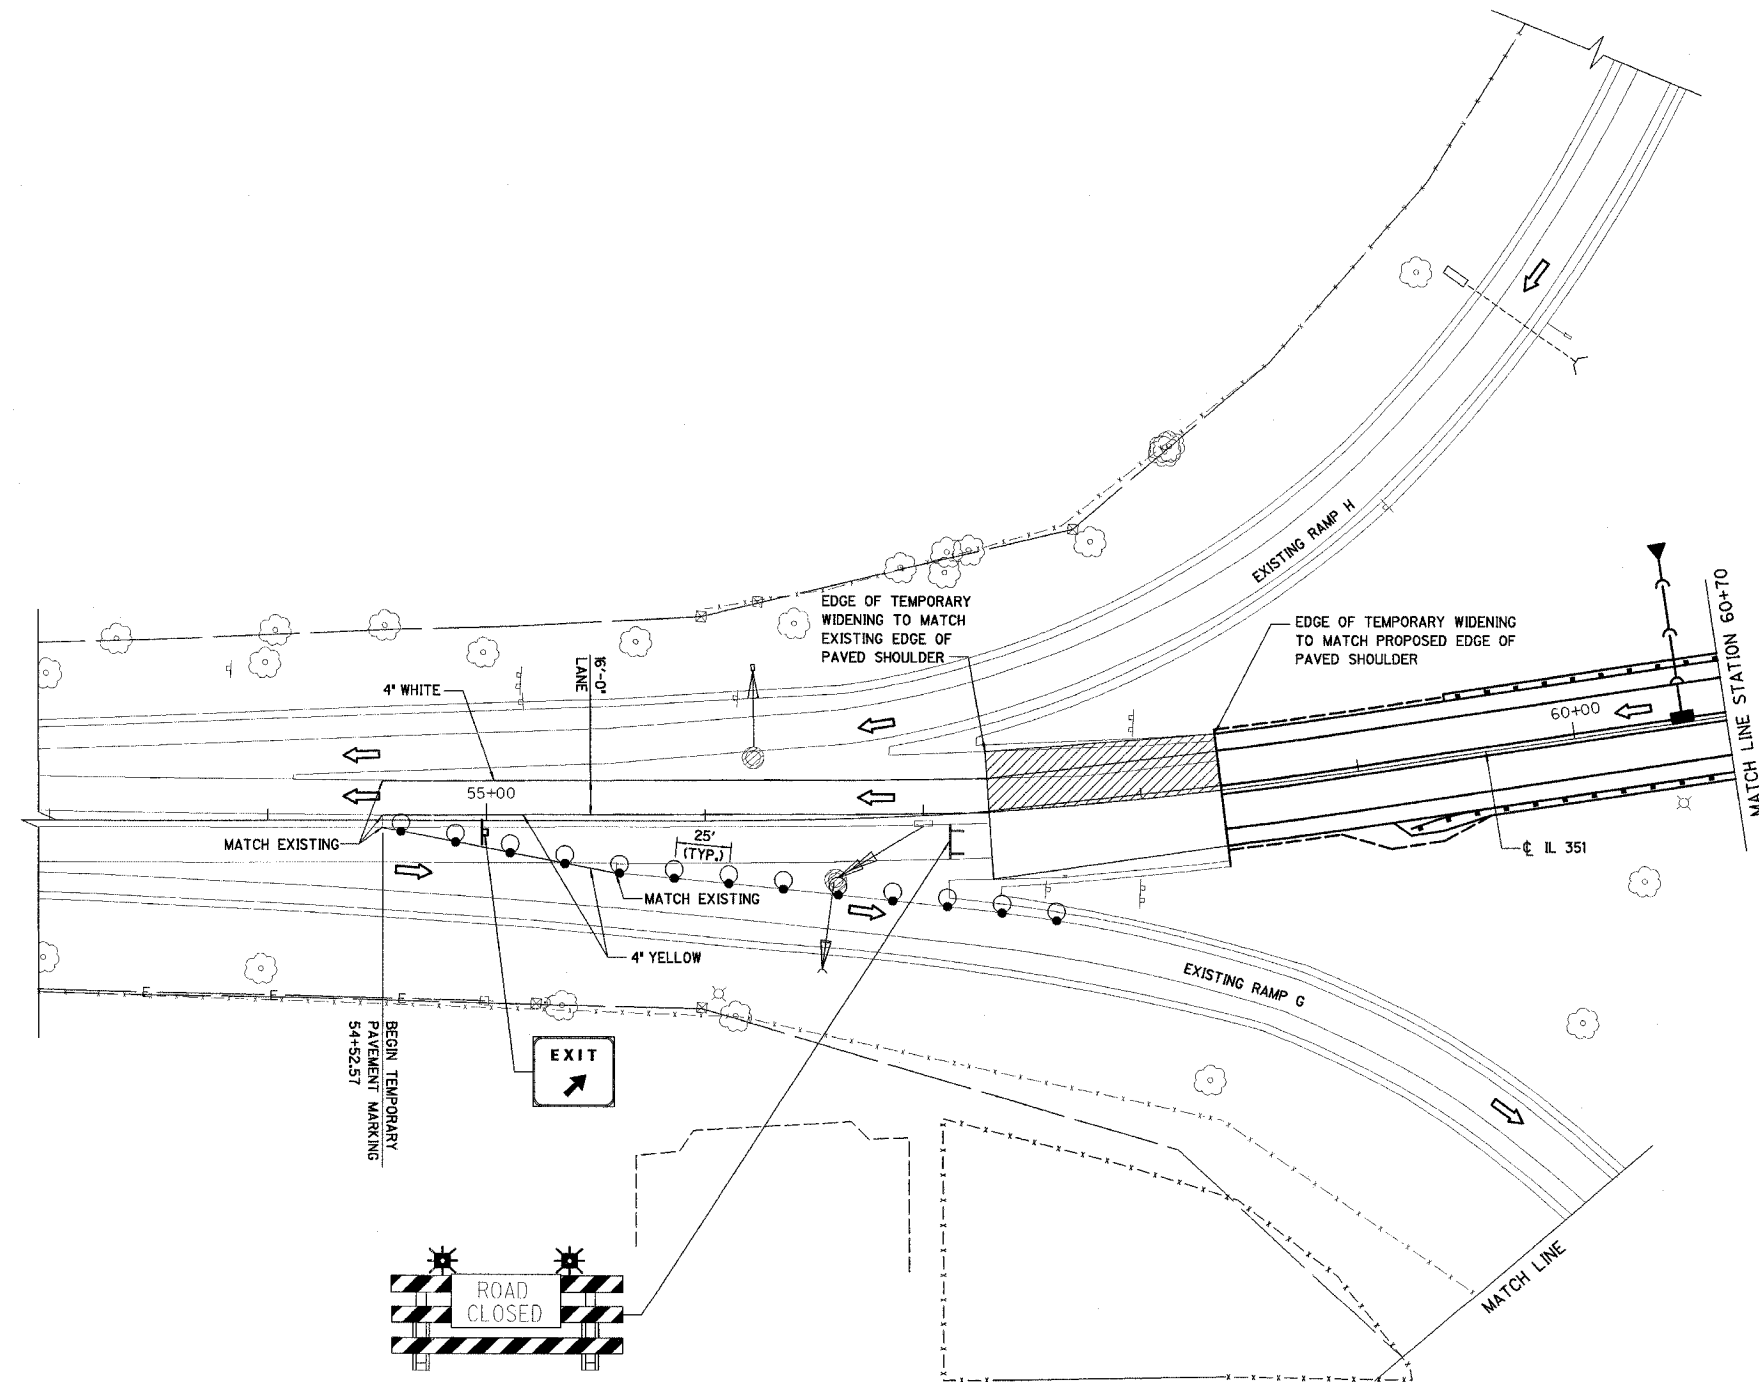 EXISTING RAMP H
MATCH LINE STATION 60+70
EDGE OF TEMPORARY
WIDENING TO MATCH
EXISTING EDGE OF
PAVED SHOULDER
EDGE OF TEMPORARY WIDENING
TO MATCH PROPOSED EDGE OF
PAVED SHOULDER
16'-0"
LANE
4" WHITE
60+00
55+00
MATCH EXISTING
25'
(TYP.)
℄ IL 351
MATCH EXISTING
4" YELLOW
EXISTING RAMP G
E E E
BEGIN TEMPORARY
PAVEMENT MARKING
54+52.57
EXIT
ROAD
CLOSED
MATCH LINE